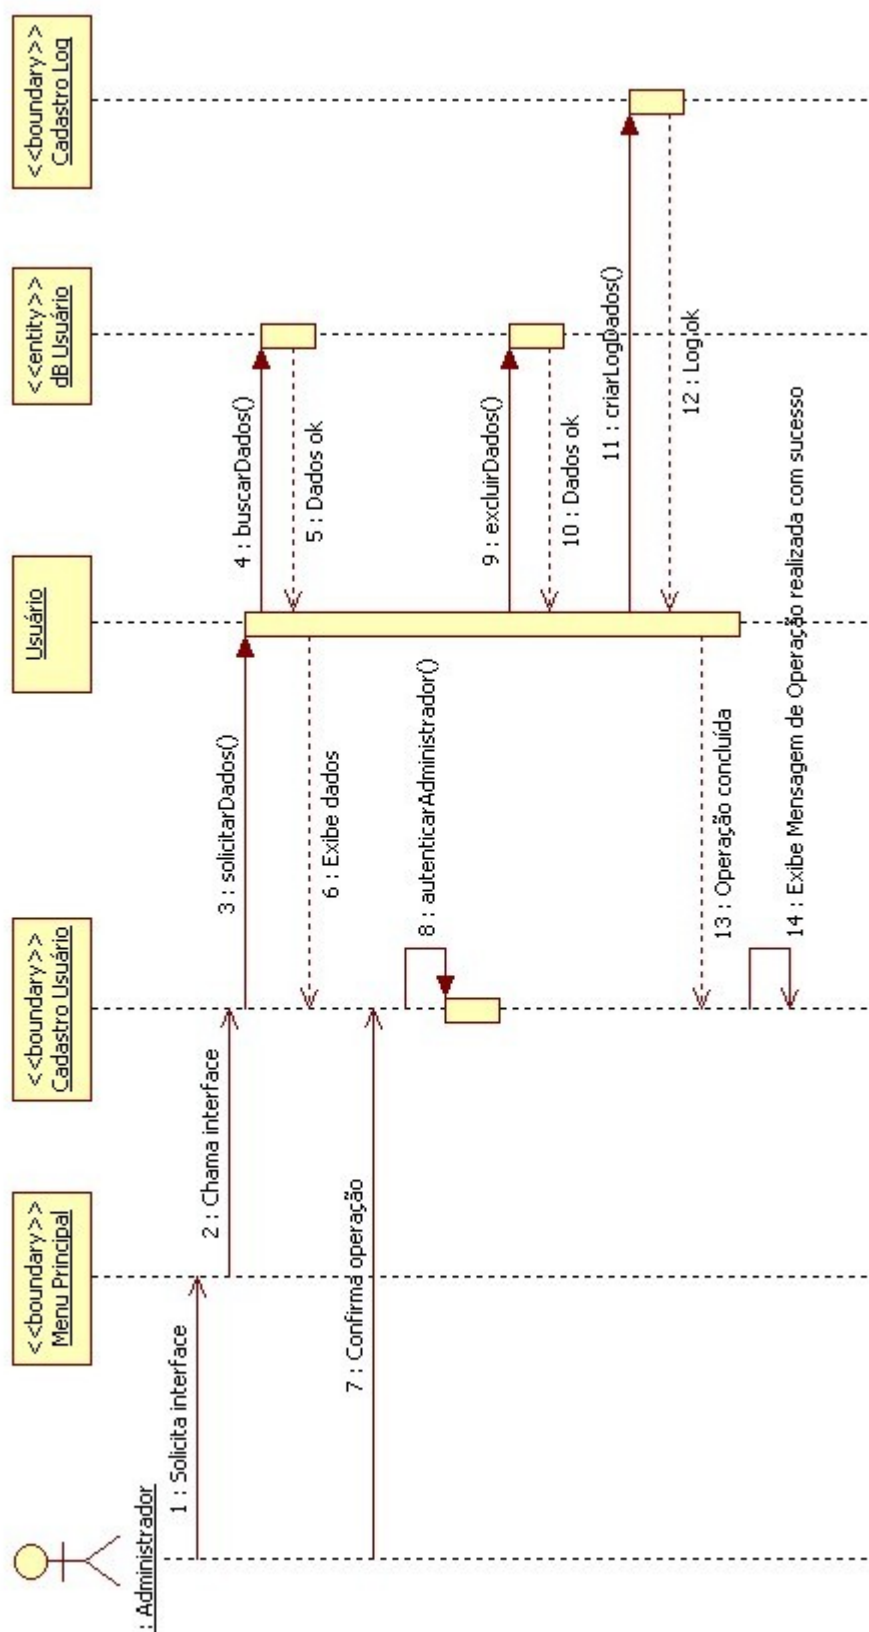 : Administrador
<<boundary>>
Menu Principal
<<boundary>>
Cadastro Usuário
Usuário
<<entity>>
dB Usuário
<<boundary>>
Cadastro Log
1 : Solicita interface
2 : Chama interface
3 : solicitarDados()
4 : buscarDados()
5 : Dados ok
6 : Exibe dados
7 : Confirma operação
8 : autenticarAdministrador()
9 : excluirDados()
10 : Dados ok
11 : criarLogDados()
12 : Log ok
13 : Operação concluída
14 : Exibe Mensagem de Operação realizada com sucesso